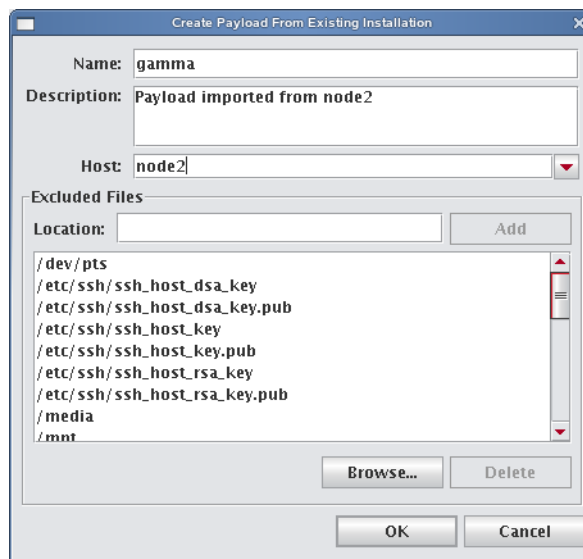 Create Payload From Existing Installation
Name: gamma
Description: Payload imported from node2
Host: node2
Excluded Files
Location: Add
/dev/pts
/etc/ssh/ssh_host_dsa_key
/etc/ssh/ssh_host_dsa_key.pub
/etc/ssh/ssh_host_key
/etc/ssh/ssh_host_key.pub
/etc/ssh/ssh_host_rsa_key
/etc/ssh/ssh_host_rsa_key.pub
/media
/mnt
Browse... Delete
OK Cancel